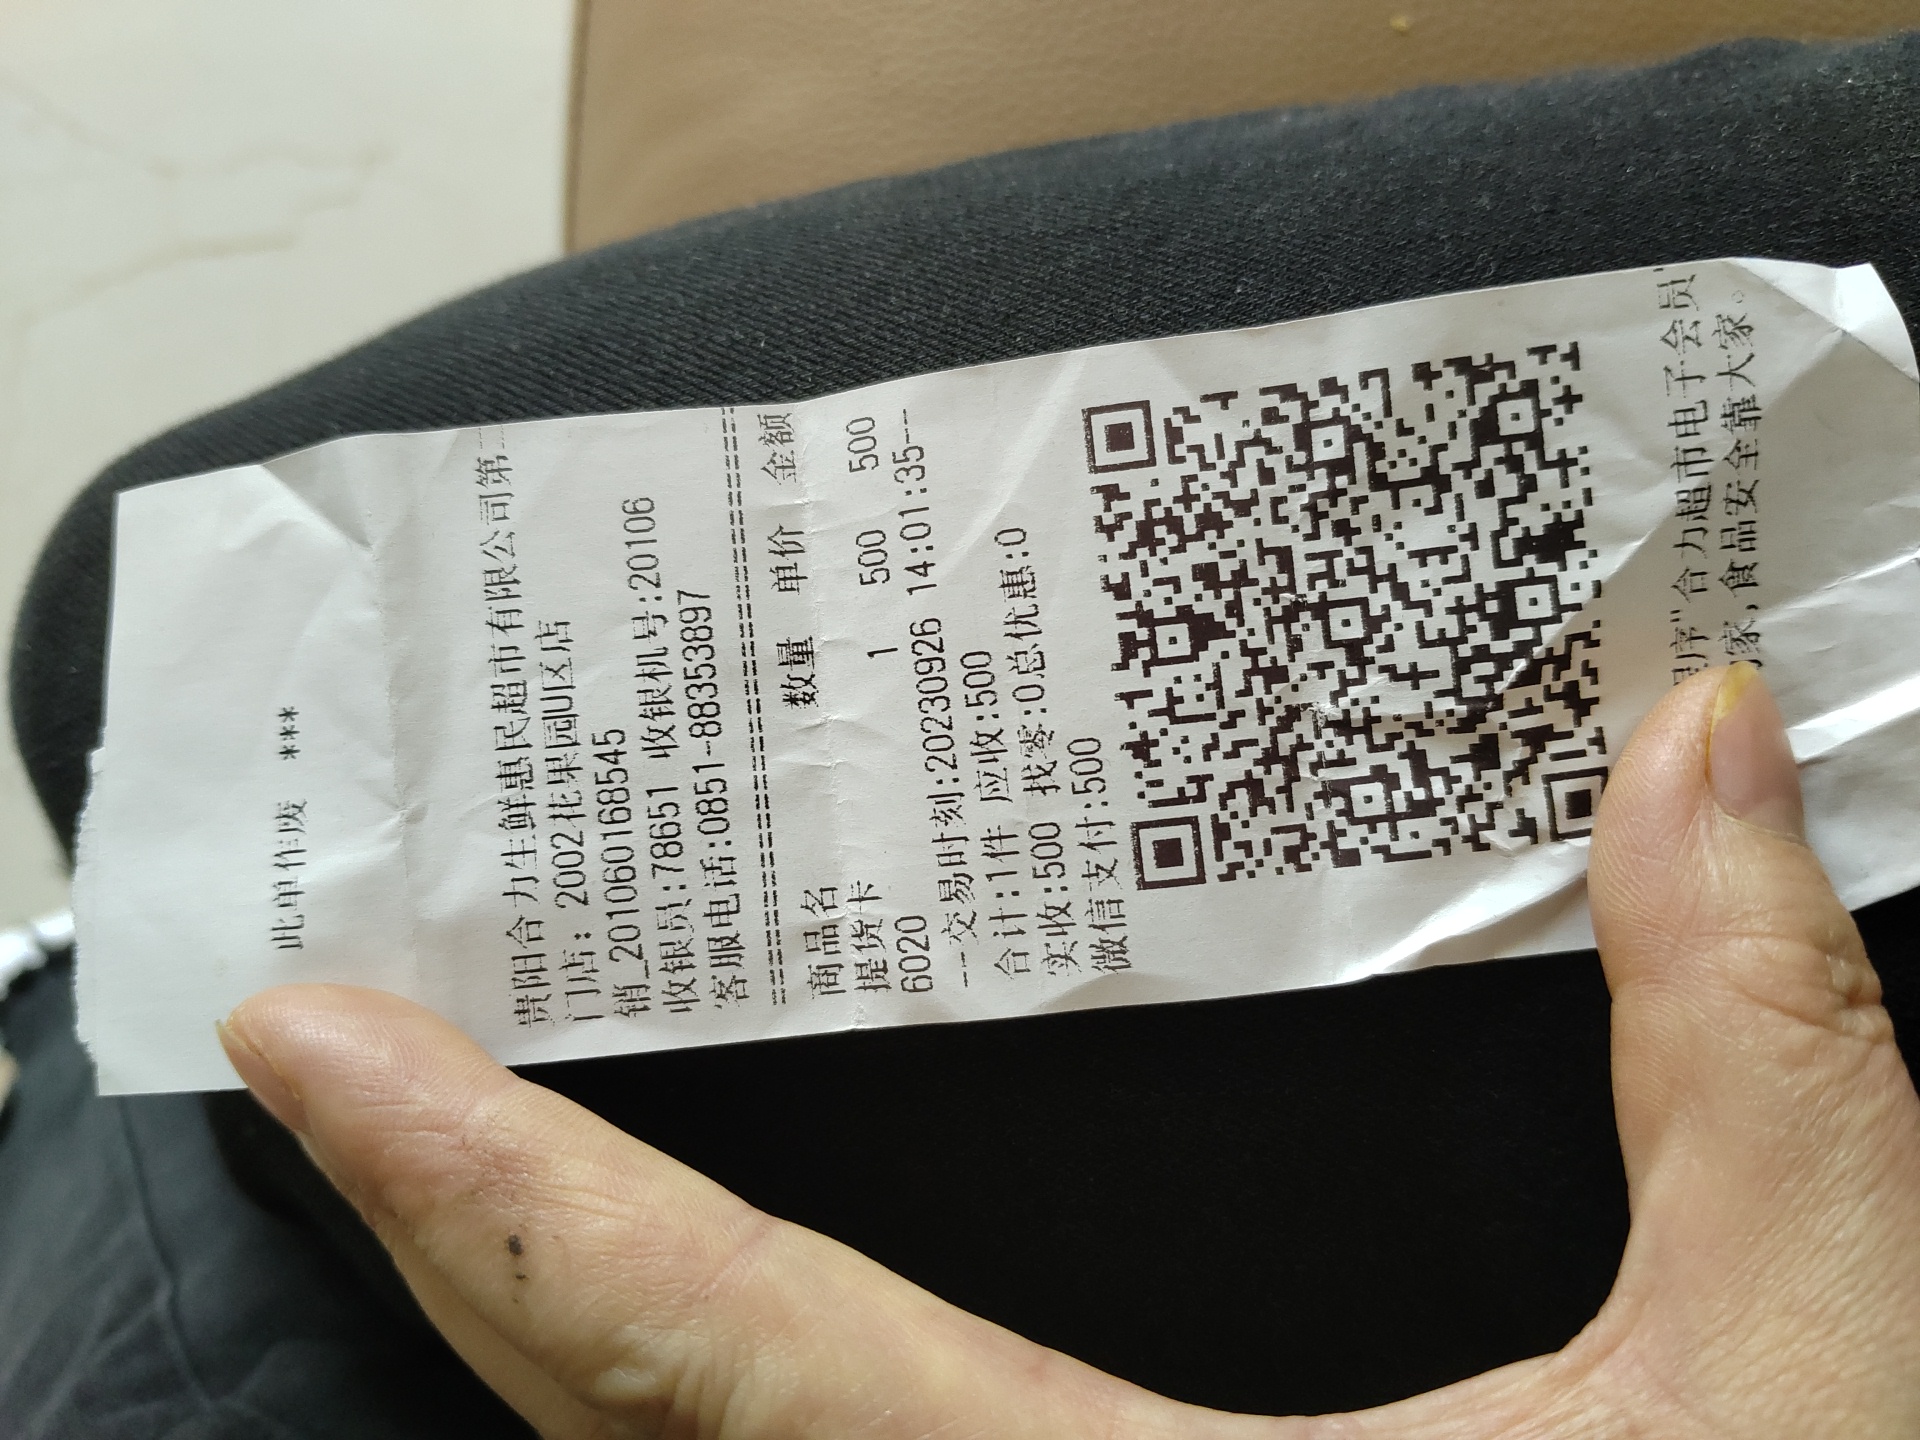 此单作废 ***
贵阳合力生鲜惠民超市有限公司第
门店: 2002花果园U区店
销_201060168545
收银员:78651 收银机号:20106
客服电话:0851-88353897
商品名 数量 单价 金额
提货卡 1 500 500
6020
---交易时刻:20230926 14:01:35---
合计:1件 应收:500
实收:500 找零:0总优惠:0
微信支付:500
程序"合力超市电子会员"
家,食品安全靠大家。